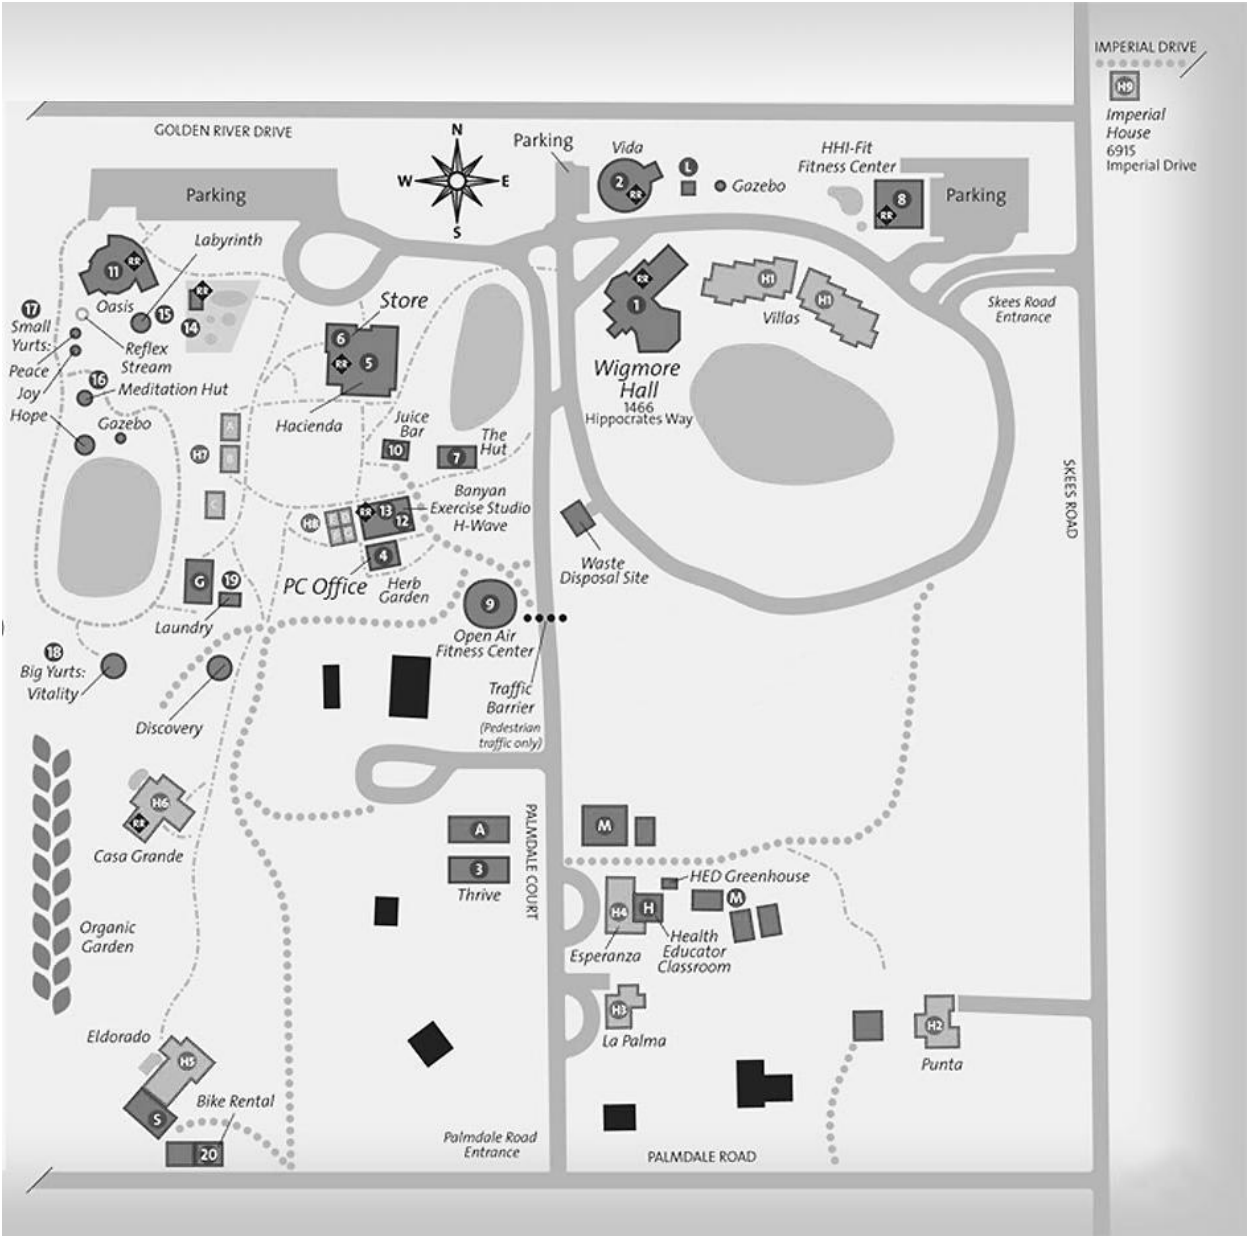 IMPERIAL DRIVE
H9
Imperial
House
6915
Imperial Drive
GOLDEN RIVER DRIVE
N
W E
S
Parking
Vida
2
RR
L
Gazebo
HHI-Fit
Fitness Center
8
RR
Parking
Parking
Labyrinth
11
RR
Oasis
RR
15
14
17
Small
Yurts:
Peace
Joy
Hope
Reflex
Stream
16
Meditation Hut
Gazebo
Store
6
RR
5
Hacienda
RR
1
Wigmore
Hall
1466
Hippocrates Way
H1
H1
Villas
Skees Road
Entrance
SKEES ROAD
A
H7
B
C
Juice
Bar
10
7
The
Hut
Banyan
Exercise Studio
H-Wave
H8
RR
13
12
4
PC Office
Herb
Garden
Waste
Disposal Site
G
19
Laundry
9
Open Air
Fitness Center
Traffic
Barrier
(Pedestrian
traffic only)
18
Big Yurts:
Vitality
Discovery
H6
RR
Casa Grande
PALMDALE COURT
A
3
Thrive
M
HED Greenhouse
M
H4
H
Esperanza
Health
Educator
Classroom
Organic
Garden
H3
La Palma
H2
Punta
Eldorado
H5
S
Bike Rental
20
Palmdale Road
Entrance
PALMDALE ROAD